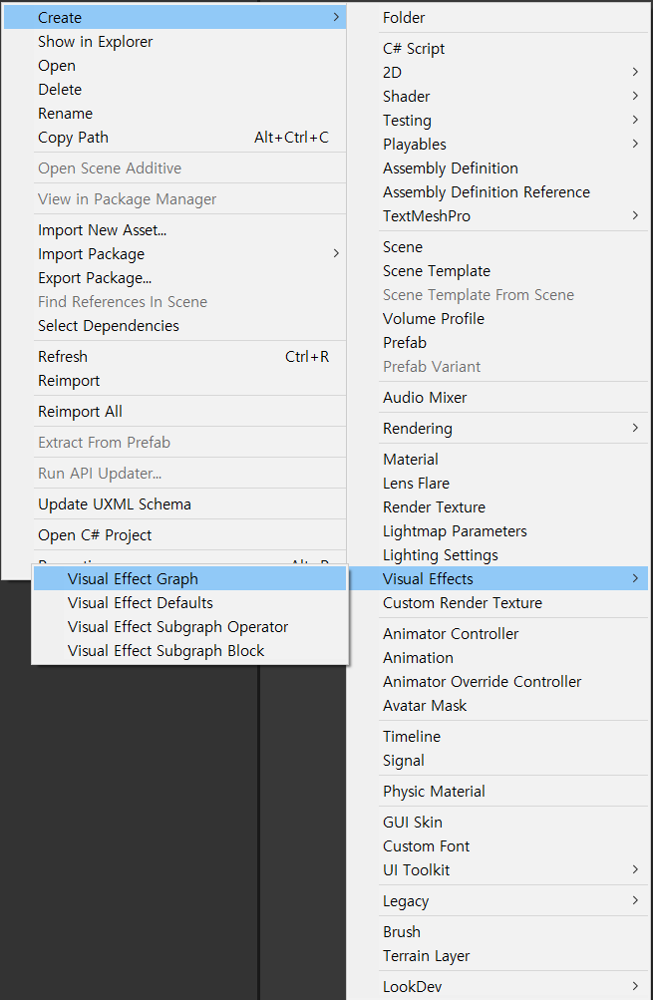 Create
Show in Explorer
Open
Delete
Rename
Copy Path Alt+Ctrl+C
Open Scene Additive
View in Package Manager
Import New Asset...
Import Package
Export Package...
Find References In Scene
Select Dependencies
Refresh Ctrl+R
Reimport
Reimport All
Extract From Prefab
Run API Updater...
Update UXML Schema
Open C# Project
Visual Effect Graph
Visual Effect Defaults
Visual Effect Subgraph Operator
Visual Effect Subgraph Block
Folder
C# Script
2D
Shader
Testing
Playables
Assembly Definition
Assembly Definition Reference
TextMeshPro
Scene
Scene Template
Scene Template From Scene
Volume Profile
Prefab
Prefab Variant
Audio Mixer
Rendering
Material
Lens Flare
Render Texture
Lightmap Parameters
Lighting Settings
Visual Effects
Custom Render Texture
Animator Controller
Animation
Animator Override Controller
Avatar Mask
Timeline
Signal
Physic Material
GUI Skin
Custom Font
UI Toolkit
Legacy
Brush
Terrain Layer
LookDev